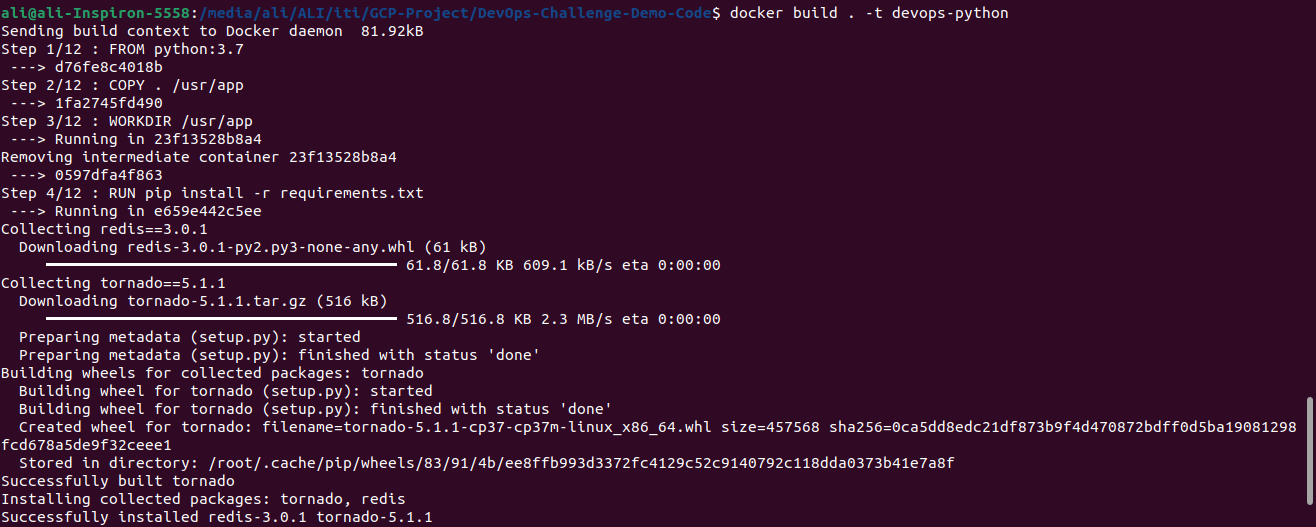 ali@ali-Inspiron-5558:/media/ali/ALI/iti/GCP-Project/DevOps-Challenge-Demo-Code$ docker build . -t devops-python
Sending build context to Docker daemon  81.92kB
Step 1/12 : FROM python:3.7
 ---> d76fe8c4018b
Step 2/12 : COPY . /usr/app
 ---> 1fa2745fd490
Step 3/12 : WORKDIR /usr/app
 ---> Running in 23f13528b8a4
Removing intermediate container 23f13528b8a4
 ---> 0597dfa4f863
Step 4/12 : RUN pip install -r requirements.txt
 ---> Running in e659e442c5ee
Collecting redis==3.0.1
  Downloading redis-3.0.1-py2.py3-none-any.whl (61 kB)
     61.8/61.8 KB 609.1 kB/s eta 0:00:00
Collecting tornado==5.1.1
  Downloading tornado-5.1.1.tar.gz (516 kB)
     516.8/516.8 KB 2.3 MB/s eta 0:00:00
  Preparing metadata (setup.py): started
  Preparing metadata (setup.py): finished with status 'done'
Building wheels for collected packages: tornado
  Building wheel for tornado (setup.py): started
  Building wheel for tornado (setup.py): finished with status 'done'
  Created wheel for tornado: filename=tornado-5.1.1-cp37-cp37m-linux_x86_64.whl size=457568 sha256=0ca5dd8edc21df873b9f4d470872bdff0d5ba19081298
fcd678a5de9f32ceee1
  Stored in directory: /root/.cache/pip/wheels/83/91/4b/ee8ffb993d3372fc4129c52c9140792c118dda0373b41e7a8f
Successfully built tornado
Installing collected packages: tornado, redis
Successfully installed redis-3.0.1 tornado-5.1.1